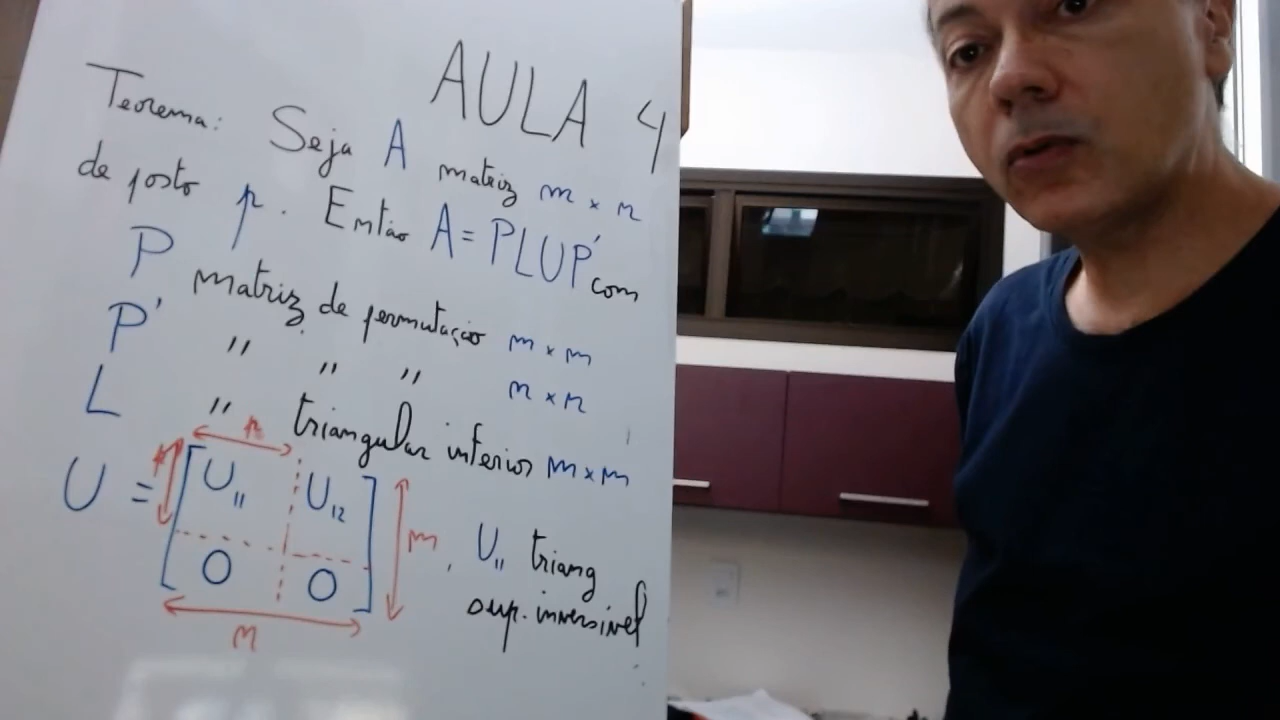 AULA 4
Teorema: Seja A matriz m × n
de posto p. Então A = PLUP' com
P matriz de permutação m × m
P' " " " n × n
L " triangular inferior m × m
U = [ U11 U12
0 0 ] , U11 triang
sup. inversível
p
p
m
n